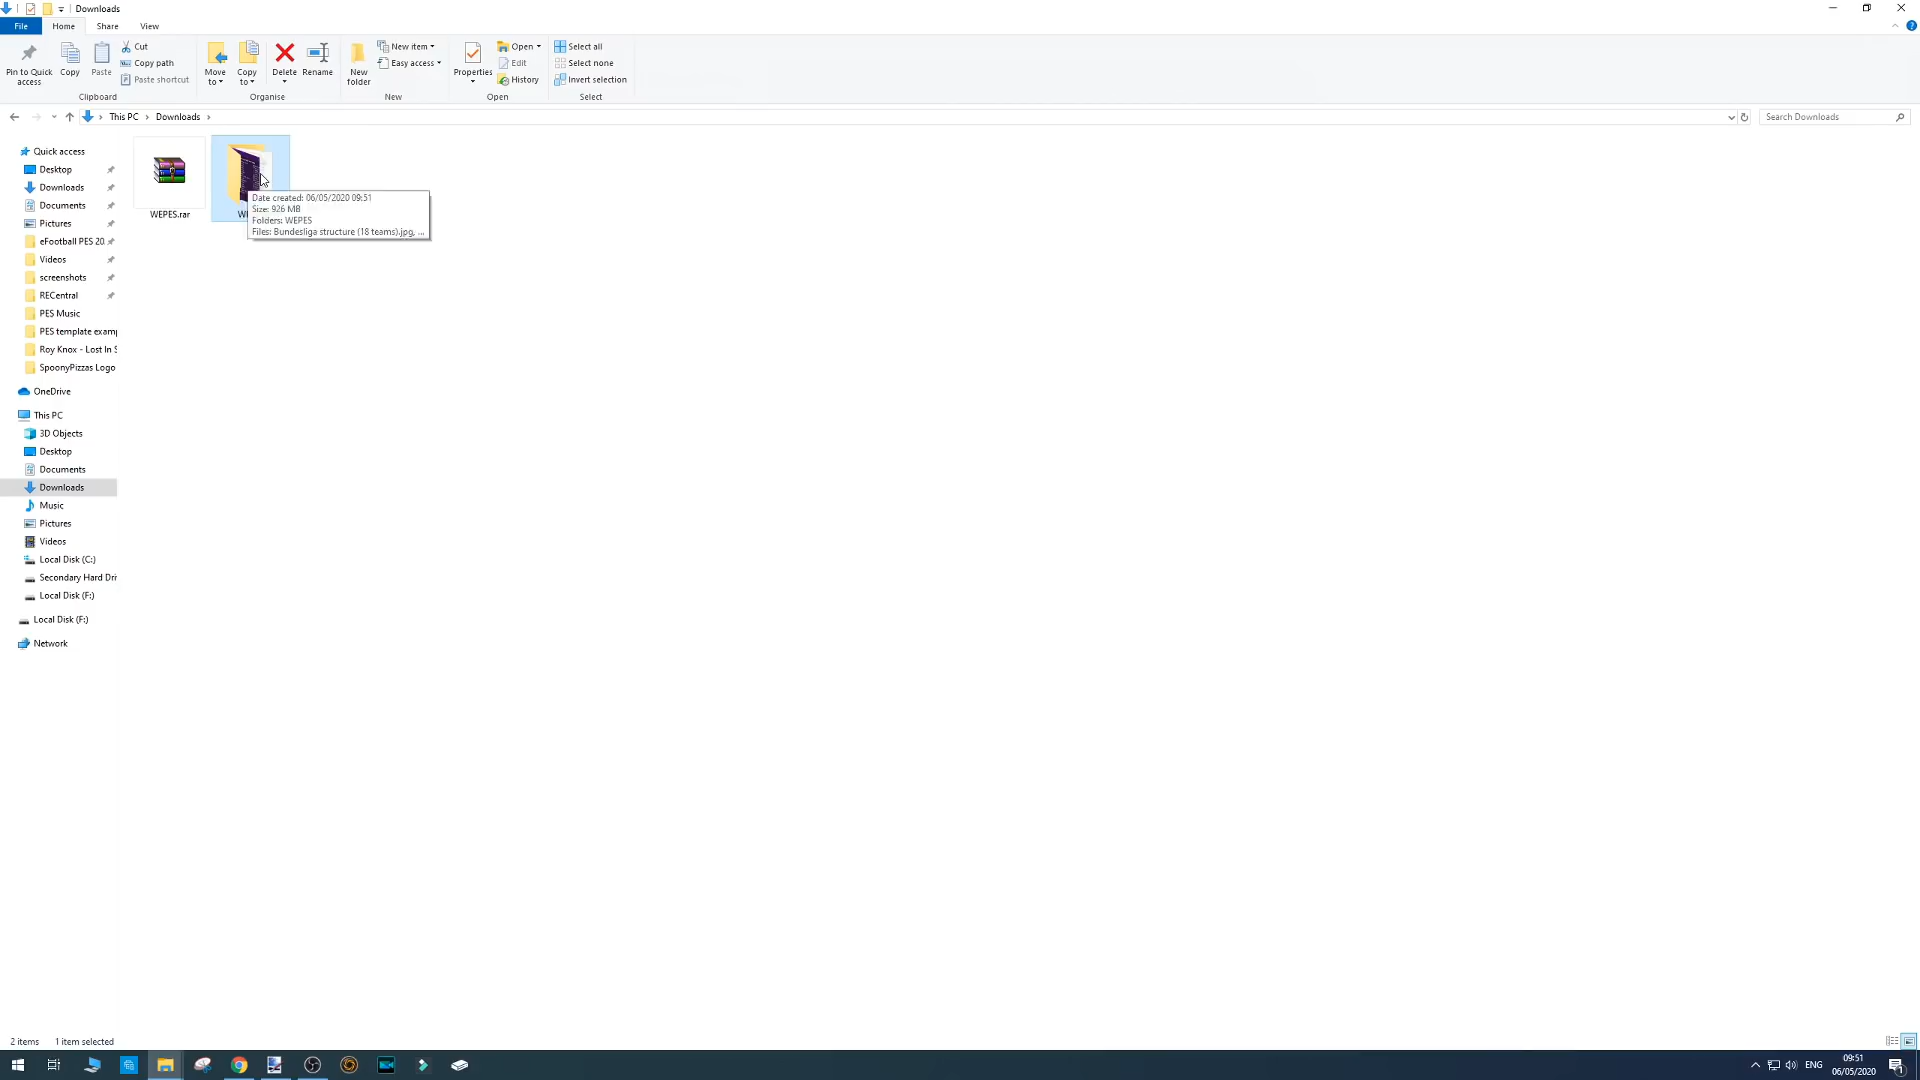 Downloads
File Home Share View
Pin to Quick access
Copy
Paste
Cut
Copy path
Paste shortcut
Clipboard
Move to
Copy to
Delete
Rename
Organise
New folder
New item
Easy access
New
Properties
Open
Edit
History
Open
Select all
Select none
Invert selection
Select
This PC > Downloads >
Search Downloads
Quick access
Desktop
Downloads
Documents
Pictures
eFootball PES 20
Videos
screenshots
RECentral
PES Music
PES template examp
Roy Knox - Lost In S
SpoonyPizzas Logo
OneDrive
This PC
3D Objects
Desktop
Documents
Downloads
Music
Pictures
Videos
Local Disk (C:)
Secondary Hard Dri
Local Disk (F:)
Local Disk (F:)
Network
WEPES.rar
Date created: 06/05/2020 09:51
Size: 926 MB
Folders: WEPES
Files: Bundesliga structure (18 teams).jpg, ...
2 items 1 item selected
ENG
09:51
06/05/2020